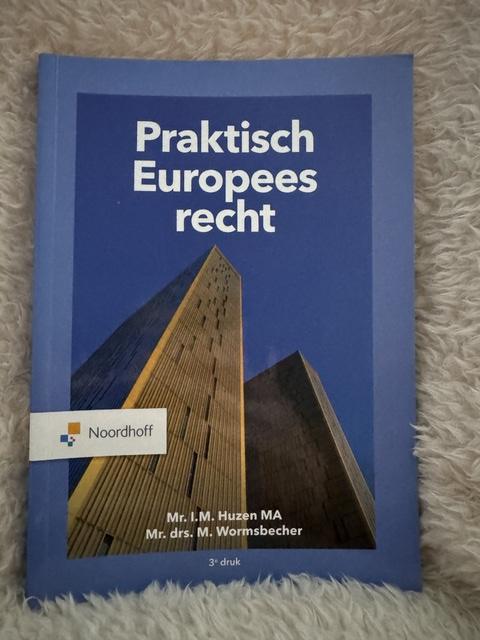 Praktisch
Europees
recht
Noordhoff
Mr. I.M. Huzen MA
Mr. drs. M. Wormsbecher
3e druk